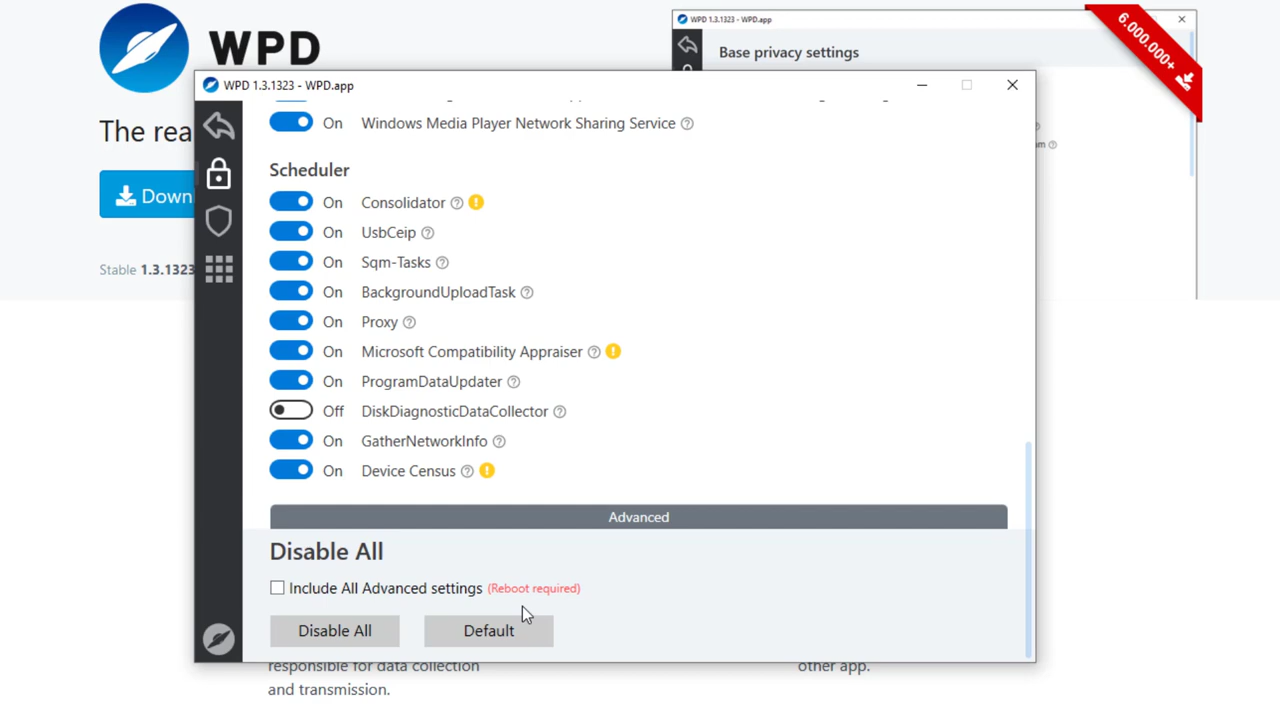 WPD
The rea
Down
Stable 1.3.1323
WPD 1.3.1323 - WPD.app
Base privacy settings
6.000.000+
WPD 1.3.1323 - WPD.app
On Windows Media Player Network Sharing Service
Scheduler
On Consolidator
On UsbCeip
On Sqm-Tasks
On BackgroundUploadTask
On Proxy
On Microsoft Compatibility Appraiser
On ProgramDataUpdater
Off DiskDiagnosticDataCollector
On GatherNetworkInfo
On Device Census
Advanced
Disable All
Include All Advanced settings (Reboot required)
Disable All
Default
responsible for data collection
and transmission.
other app.